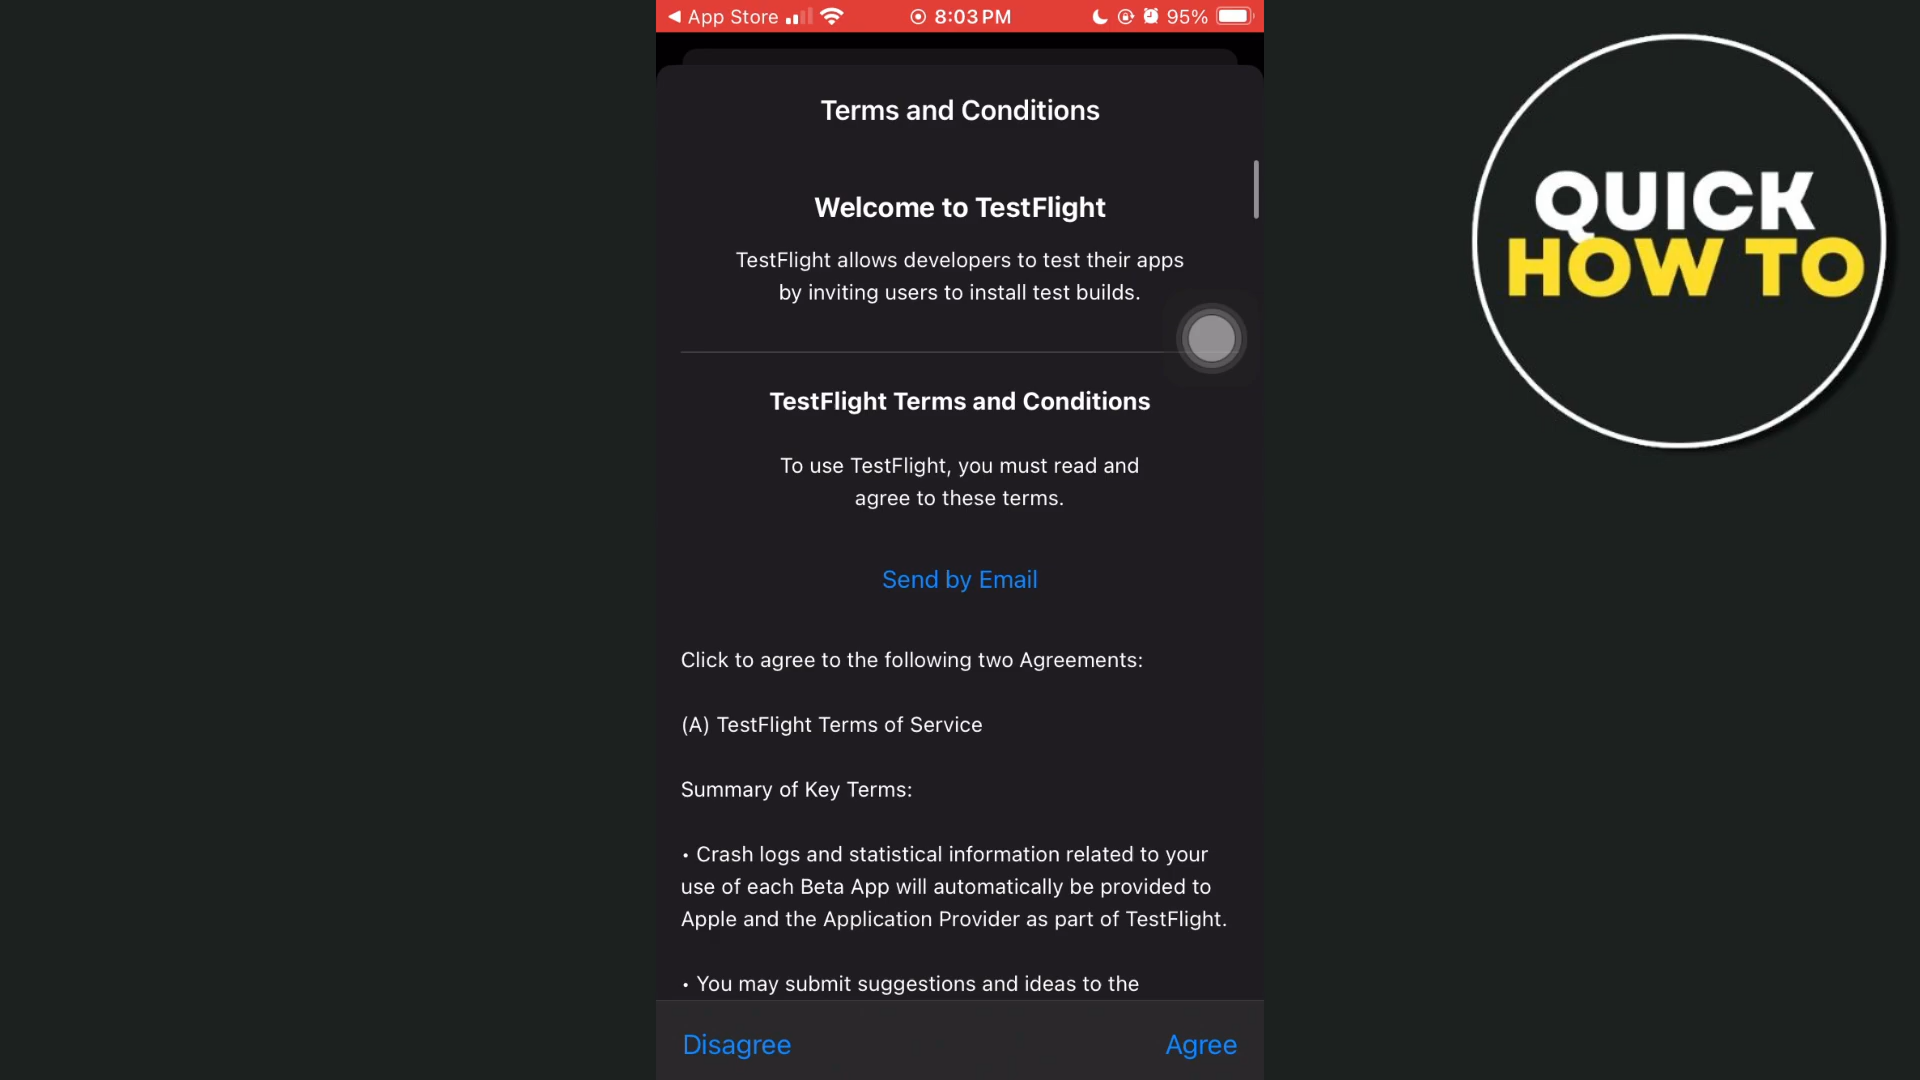 App Store
8:03 PM
95%
Terms and Conditions
Welcome to TestFlight
TestFlight allows developers to test their apps
by inviting users to install test builds.
TestFlight Terms and Conditions
To use TestFlight, you must read and
agree to these terms.
Send by Email
Click to agree to the following two Agreements:
(A) TestFlight Terms of Service
Summary of Key Terms:
• Crash logs and statistical information related to your
use of each Beta App will automatically be provided to
Apple and the Application Provider as part of TestFlight.
• You may submit suggestions and ideas to the
Disagree
Agree
QUICK
HOW TO